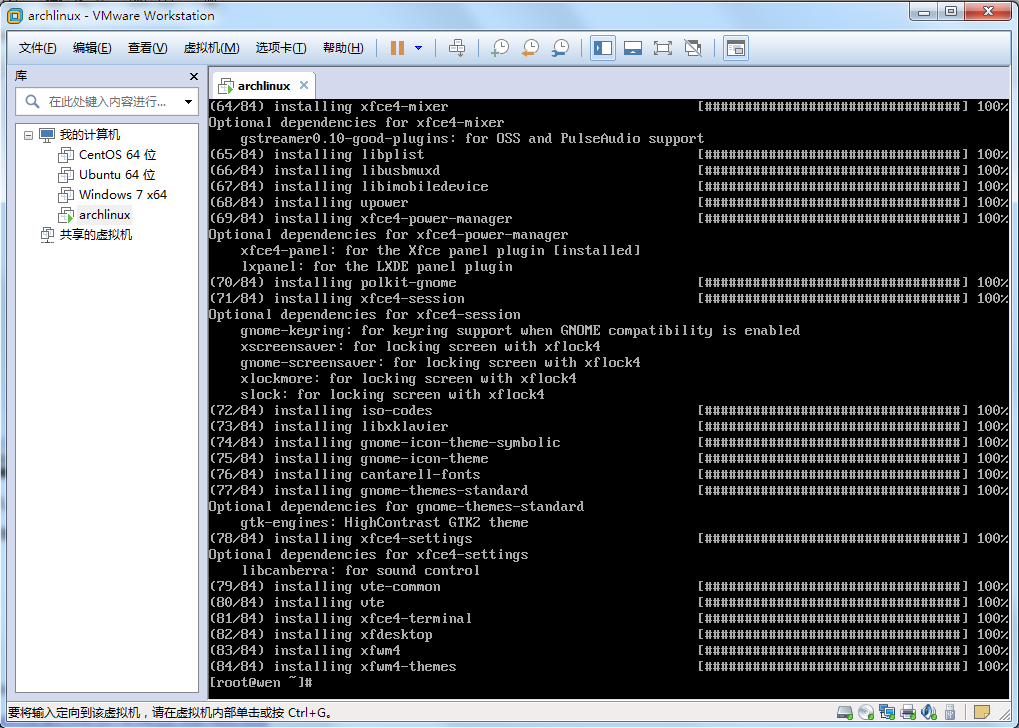 archlinux - VMware Workstation
文件(F) 编辑(E) 查看(V) 虚拟机(M) 选项卡(T) 帮助(H)
库
在此处键入内容进行...
我的计算机
CentOS 64 位
Ubuntu 64 位
Windows 7 x64
archlinux
共享的虚拟机
archlinux
(64/84) installing xfce4-mixer [################################] 100%
Optional dependencies for xfce4-mixer
gstreamer0.10-good-plugins: for OSS and PulseAudio support
(65/84) installing libplist [################################] 100%
(66/84) installing libusbmuxd [################################] 100%
(67/84) installing libimobiledevice [################################] 100%
(68/84) installing upower [################################] 100%
(69/84) installing xfce4-power-manager [################################] 100%
Optional dependencies for xfce4-power-manager
xfce4-panel: for the Xfce panel plugin [installed]
lxpanel: for the LXDE panel plugin
(70/84) installing polkit-gnome [################################] 100%
(71/84) installing xfce4-session [################################] 100%
Optional dependencies for xfce4-session
gnome-keyring: for keyring support when GNOME compatibility is enabled
xscreensaver: for locking screen with xflock4
gnome-screensaver: for locking screen with xflock4
xlockmore: for locking screen with xflock4
slock: for locking screen with xflock4
(72/84) installing iso-codes [################################] 100%
(73/84) installing libxklavier [################################] 100%
(74/84) installing gnome-icon-theme-symbolic [################################] 100%
(75/84) installing gnome-icon-theme [################################] 100%
(76/84) installing cantarell-fonts [################################] 100%
(77/84) installing gnome-themes-standard [################################] 100%
Optional dependencies for gnome-themes-standard
gtk-engines: HighContrast GTK2 theme
(78/84) installing xfce4-settings [################################] 100%
Optional dependencies for xfce4-settings
libcanberra: for sound control
(79/84) installing vte-common [################################] 100%
(80/84) installing vte [################################] 100%
(81/84) installing xfce4-terminal [################################] 100%
(82/84) installing xfdesktop [################################] 100%
(83/84) installing xfwm4 [################################] 100%
(84/84) installing xfwm4-themes [################################] 100%
[root@wen ~]#
要将输入定向到该虚拟机，请在虚拟机内部单击或按 Ctrl+G。